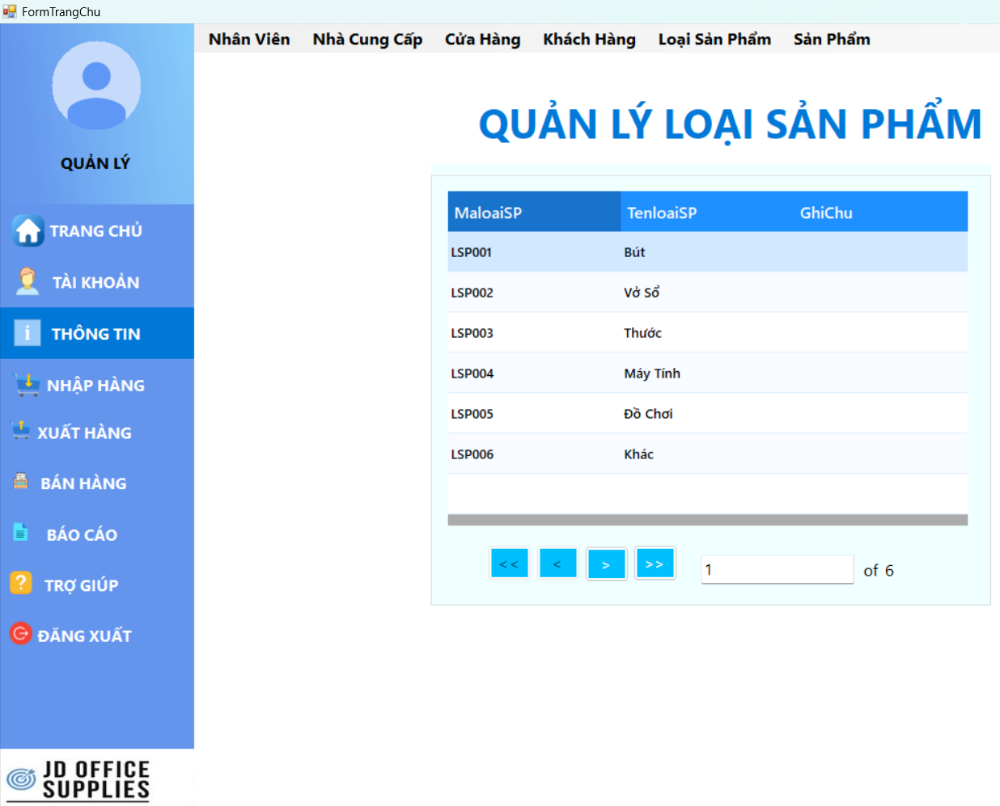 FormTrangChu
Nhân Viên Nhà Cung Cấp Cửa Hàng Khách Hàng Loại Sản Phẩm Sản Phẩm
QUẢN LÝ
TRANG CHỦ
TÀI KHOẢN
THÔNG TIN
NHẬP HÀNG
XUẤT HÀNG
BÁN HÀNG
BÁO CÁO
TRỢ GIÚP
ĐĂNG XUẤT
JD OFFICE
SUPPLIES
QUẢN LÝ LOẠI SẢN PHẨM
MaloaiSP TenloaiSP GhiChu
LSP001 Bút
LSP002 Vở Sổ
LSP003 Thước
LSP004 Máy Tính
LSP005 Đồ Chơi
LSP006 Khác
<< < > >> 1 of 6